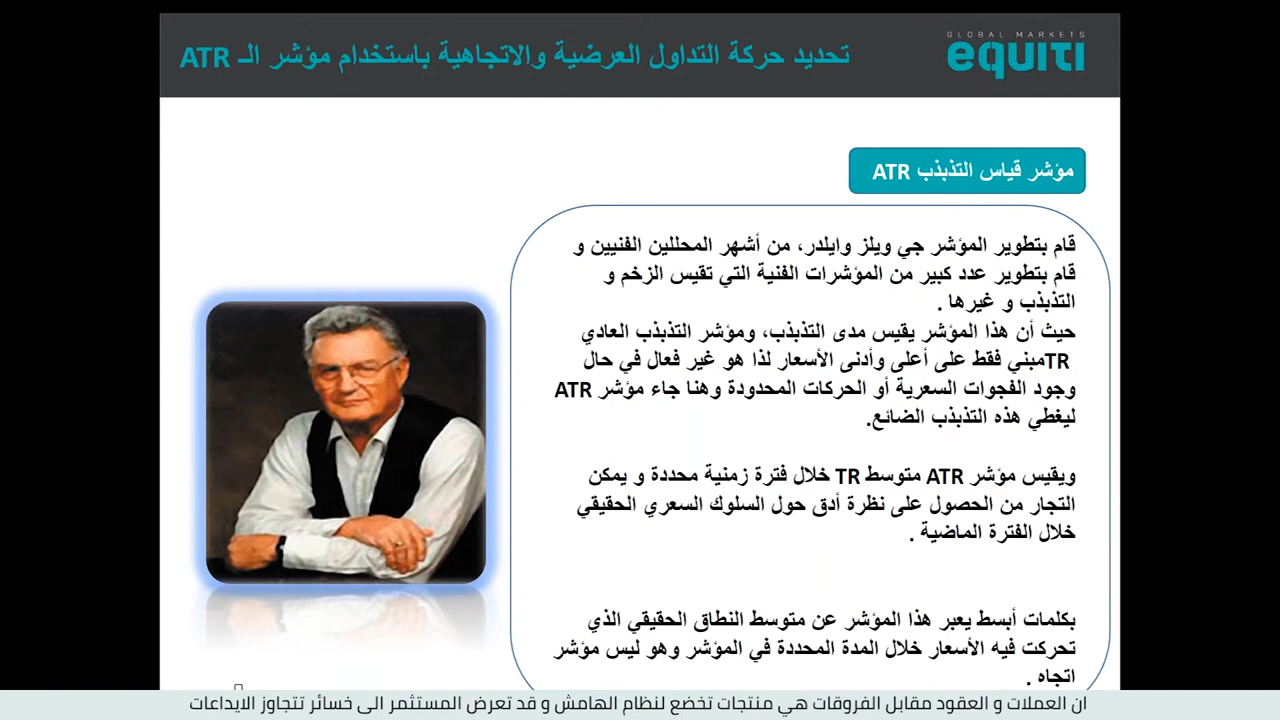 تحديد حركة التداول العرضية والاتجاهية باستخدام مؤشر الـ ATR
GLOBAL MARKETS
equiti
مؤشر قياس التذبذب ATR
قام بتطوير المؤشر جي ويلز وايلدر، من أشهر المحللين الفنيين و
قام بتطوير عدد كبير من المؤشرات الفنية التي تقيس الزخم و
التذبذب و غيرها .
حيث أن هذا المؤشر يقيس مدى التذبذب، ومؤشر التذبذب العادي
TRمبني فقط على أعلى وأدنى الأسعار لذا هو غير فعال في حال
وجود الفجوات السعرية أو الحركات المحدودة وهنا جاء مؤشر ATR
ليغطي هذه التذبذب الضائع.
ويقيس مؤشر ATR متوسط TR خلال فترة زمنية محددة و يمكن
التجار من الحصول على نظرة أدق حول السلوك السعري الحقيقي
خلال الفترة الماضية .
بكلمات أبسط يعبر هذا المؤشر عن متوسط النطاق الحقيقي الذي
تحركت فيه الأسعار خلال المدة المحددة في المؤشر وهو ليس مؤشر
اتجاه .
ان العملات و العقود مقابل الفروقات هي منتجات تخضع لنظام الهامش و قد تعرض المستثمر الى خسائر تتجاوز الايداعات